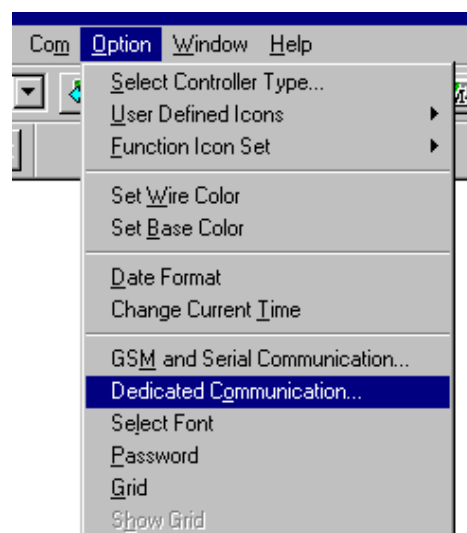 Com Option Window Help
Select Controller Type...
User Defined Icons
Function Icon Set
Set Wire Color
Set Base Color
Date Format
Change Current Time
GSM and Serial Communication...
Dedicated Communication...
Select Font
Password
Grid
Show Grid